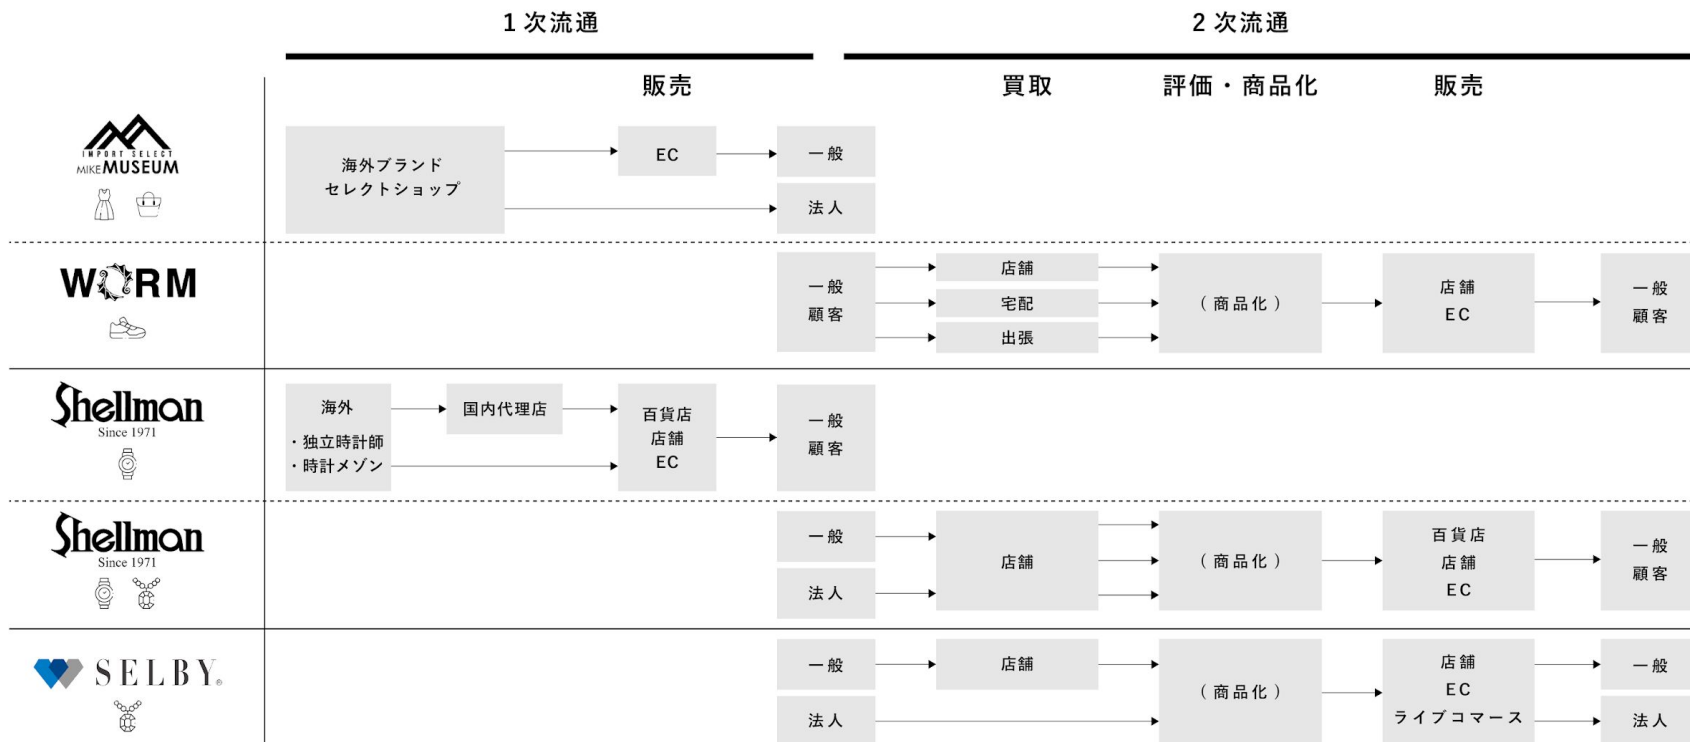 1次流通
2次流通
販売
買取
評価・商品化
販売
IMPORT SELECT
MIKE MUSEUM
海外ブランド
セレクトショップ
EC
一般
法人
WORM
一般
顧客
店舗
宅配
出張
(商品化)
店舗
EC
一般
顧客
Shellman
Since 1971
海外
・独立時計師
・時計メゾン
国内代理店
百貨店
店舗
EC
一般
顧客
Shellman
Since 1971
一般
法人
店舗
(商品化)
百貨店
店舗
EC
一般
顧客
SELBY®
一般
法人
店舗
(商品化)
店舗
EC
ライブコマース
一般
法人